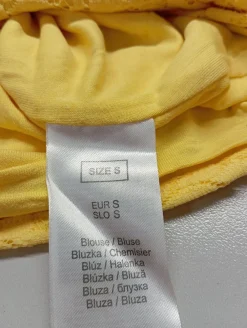 SIZE S
EUR S
SLO S
Blouse / Bluse
Bluzka / Chemisier
Blúz / Halenka
Blúzka / Bluză
Bluza / блузка
Bluza / Bluza